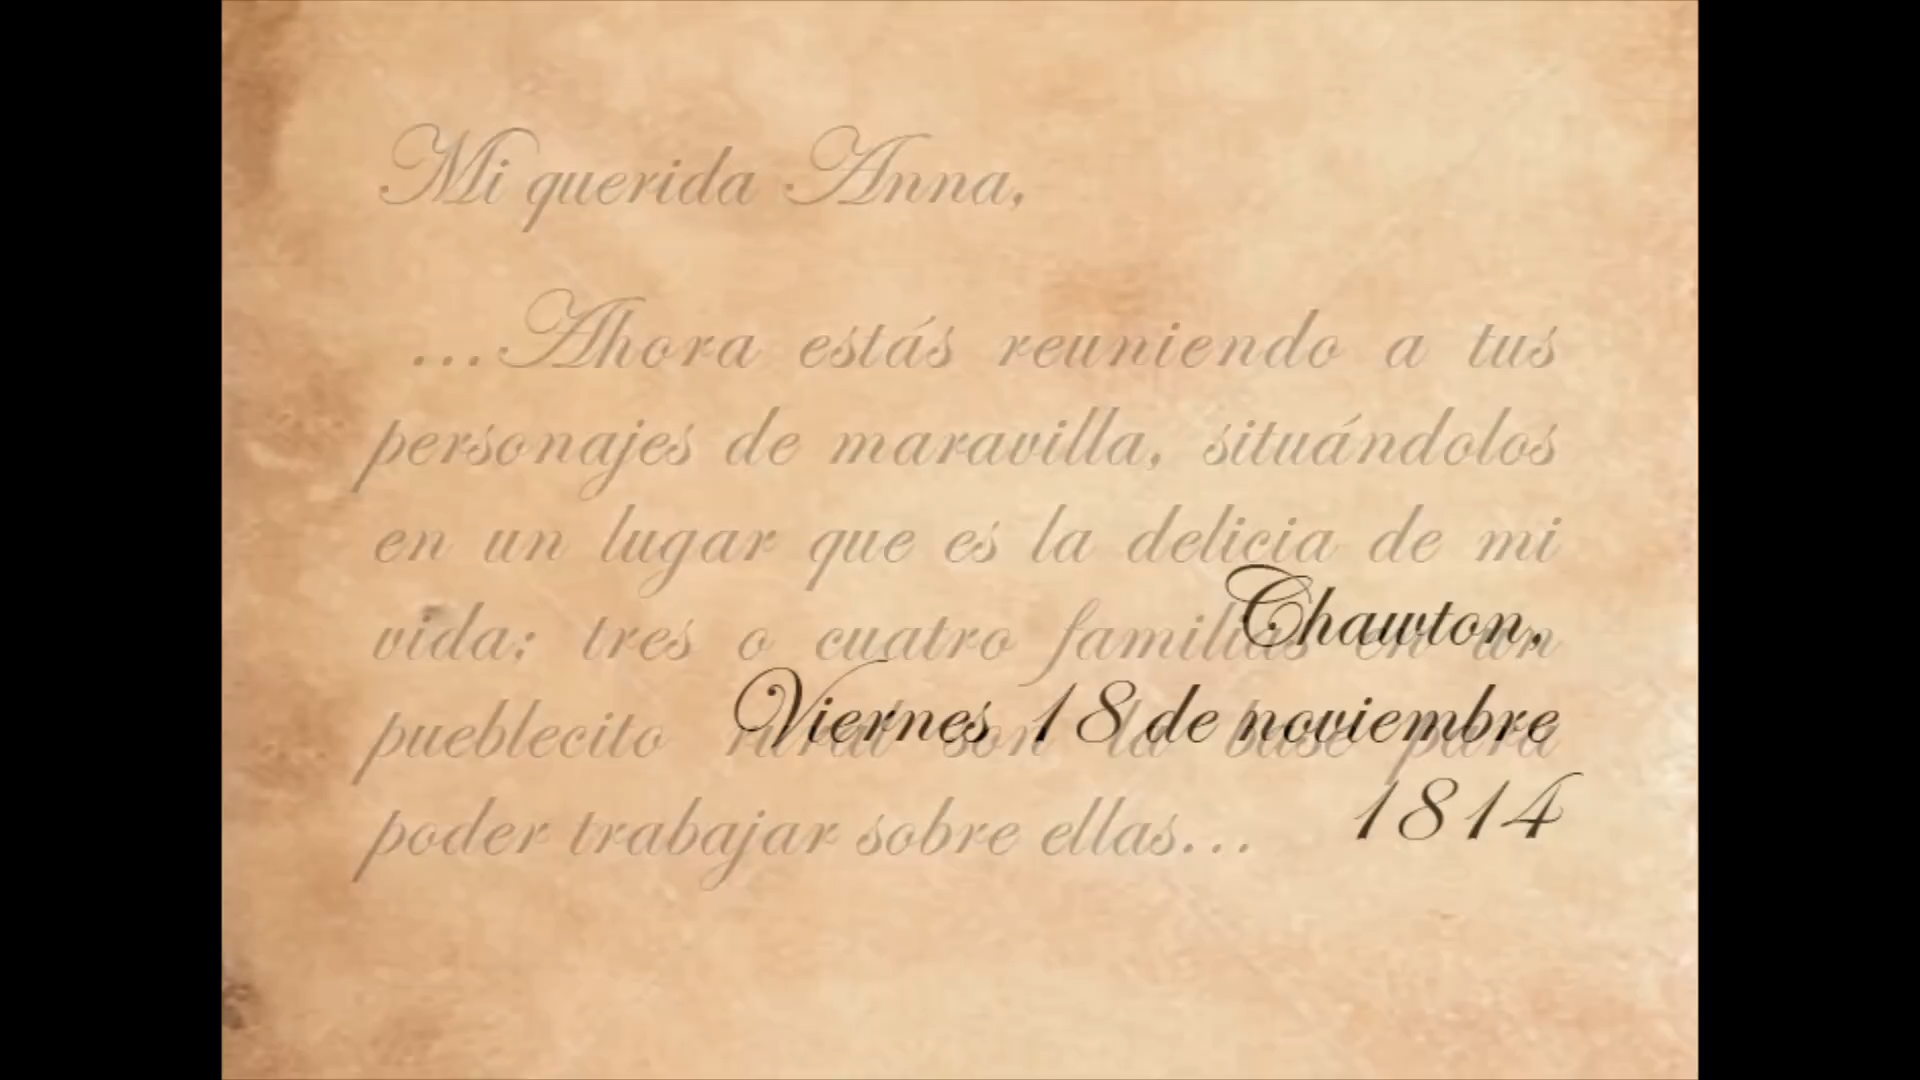 Mi querida Anna,
...Ahora estás reuniendo a tus
personajes de maravilla, situándolos
en un lugar que es la delicia de mi
vida: tres o cuatro familias en un
pueblecito rural son la base para
poder trabajar sobre ellas...
Chawton,
Viernes 18 de noviembre
1814